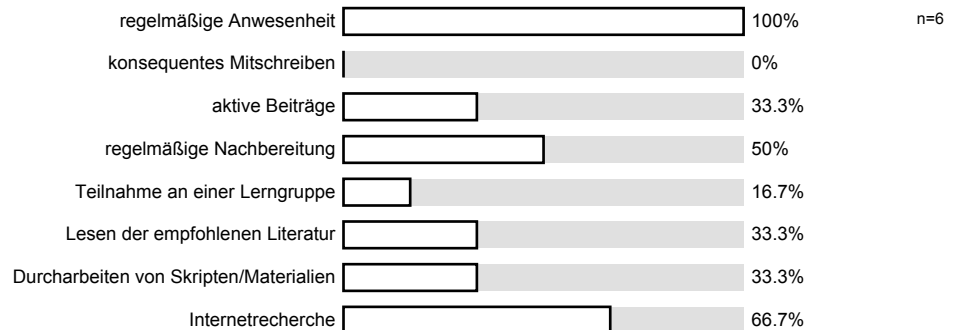 regelmäßige Anwesenheit 100% n=6
konsequentes Mitschreiben 0%
aktive Beiträge 33.3%
regelmäßige Nachbereitung 50%
Teilnahme an einer Lerngruppe 16.7%
Lesen der empfohlenen Literatur 33.3%
Durcharbeiten von Skripten/Materialien 33.3%
Internetrecherche 66.7%